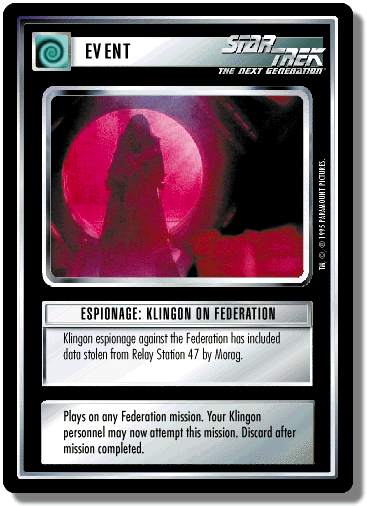 EVENT
STAR TREK
THE NEXT GENERATION®
TM, ©, ® 1995 PARAMOUNT PICTURES.
ESPIONAGE: KLINGON ON FEDERATION
Klingon espionage against the Federation has included
data stolen from Relay Station 47 by Morag.
Plays on any Federation mission. Your Klingon
personnel may now attempt this mission. Discard after
mission completed.